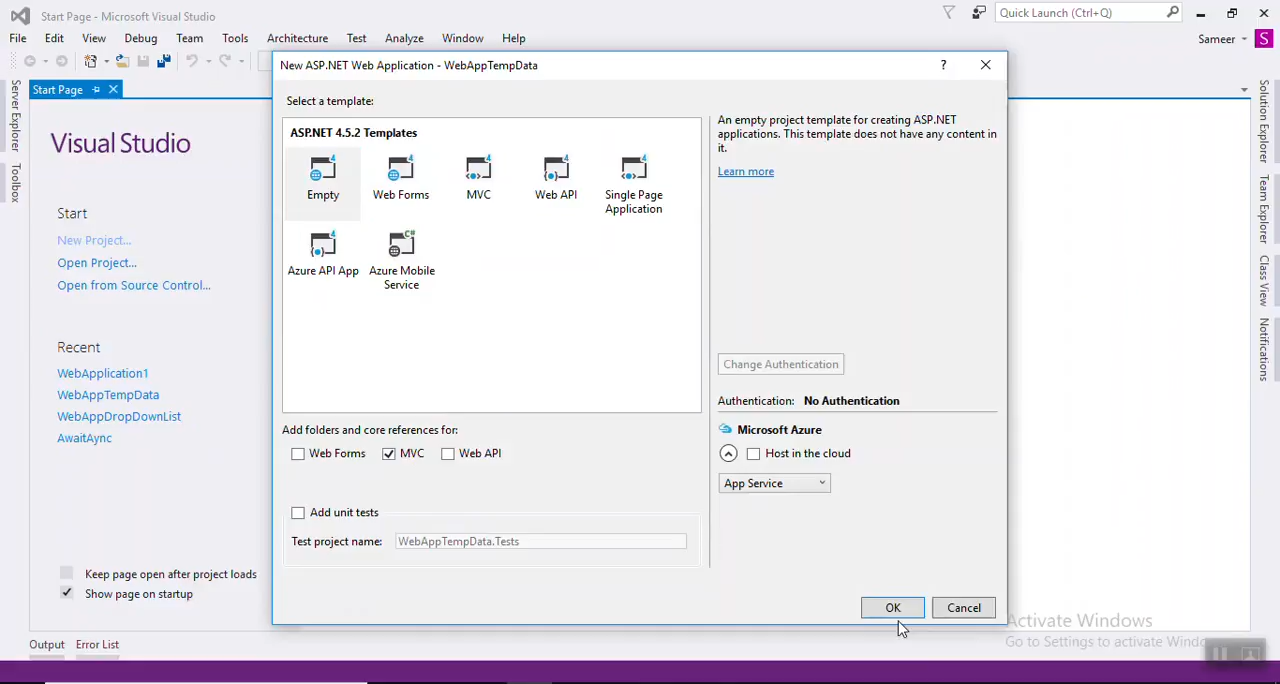 Start Page - Microsoft Visual Studio
Quick Launch (Ctrl+Q)
File Edit View Debug Team Tools Architecture Test Analyze Window Help
Sameer S
Start Page
Server Explorer
Toolbox
Visual Studio
Start
New Project...
Open Project...
Open from Source Control...
Recent
WebApplication1
WebAppTempData
WebAppDropDownList
AwaitAync
Keep page open after project loads
Show page on startup
New ASP.NET Web Application - WebAppTempData
?
Select a template:
ASP.NET 4.5.2 Templates
4 4 4 4 4
Empty Web Forms MVC Web API Single Page
Application
4 C#
Azure API App Azure Mobile
Service
An empty project template for creating ASP.NET
applications. This template does not have any content in
it.
Learn more
Change Authentication
Authentication: No Authentication
Microsoft Azure
Host in the cloud
App Service
Add folders and core references for:
Web Forms MVC Web API
Add unit tests
Test project name: WebAppTempData.Tests
OK Cancel
Solution Explorer
Team Explorer
Class View
Notifications
Activate Windows
Go to Settings to activate
Output Error List